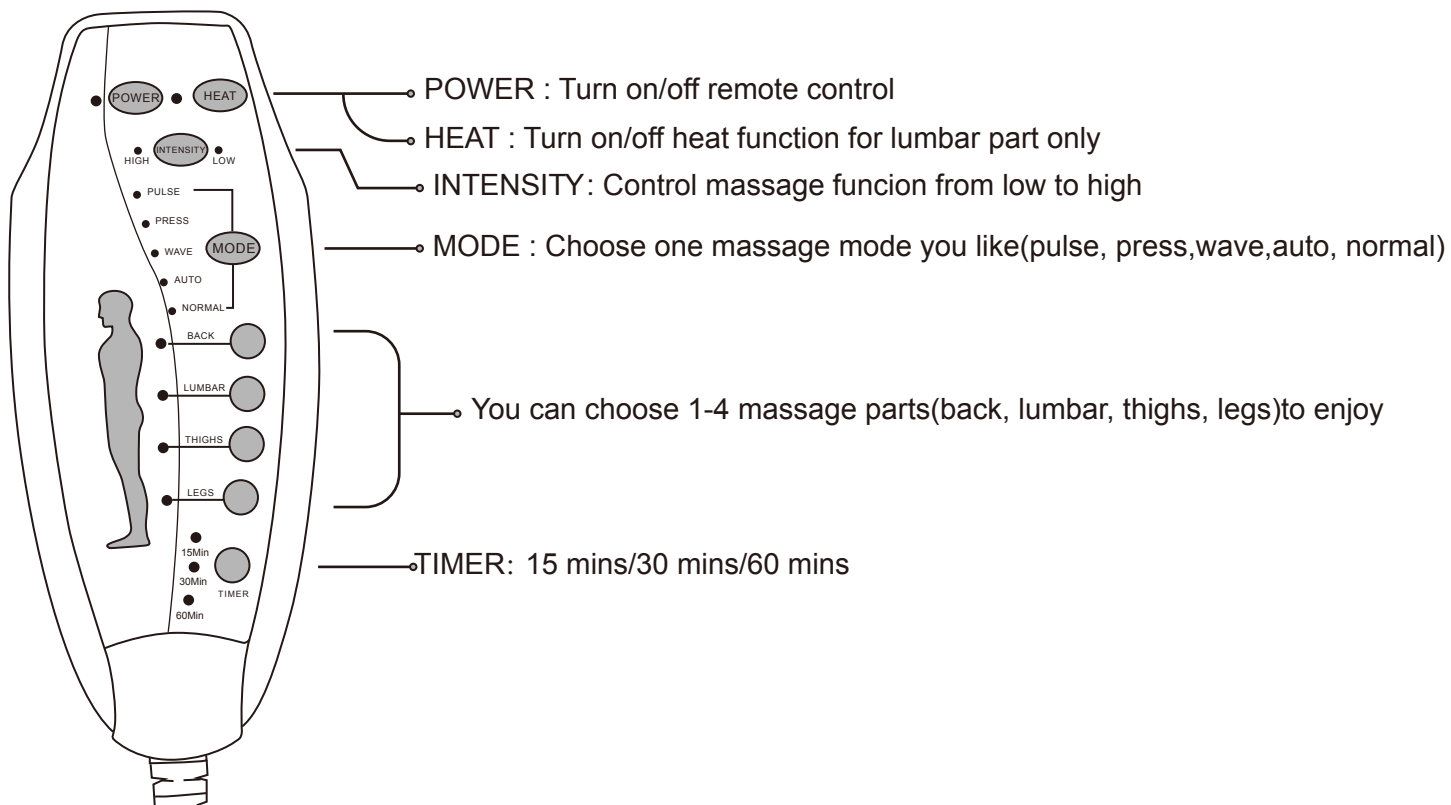 POWER
HEAT
HIGH
INTENSITY
LOW
PULSE
PRESS
WAVE
MODE
AUTO
NORMAL
BACK
LUMBAR
THIGHS
LEGS
15Min
30Min
TIMER
60Min
POWER : Turn on/off remote control
HEAT : Turn on/off heat function for lumbar part only
INTENSITY: Control massage funcion from low to high
MODE : Choose one massage mode you like(pulse, press,wave,auto, normal)
You can choose 1-4 massage parts(back, lumbar, thighs, legs)to enjoy
TIMER: 15 mins/30 mins/60 mins